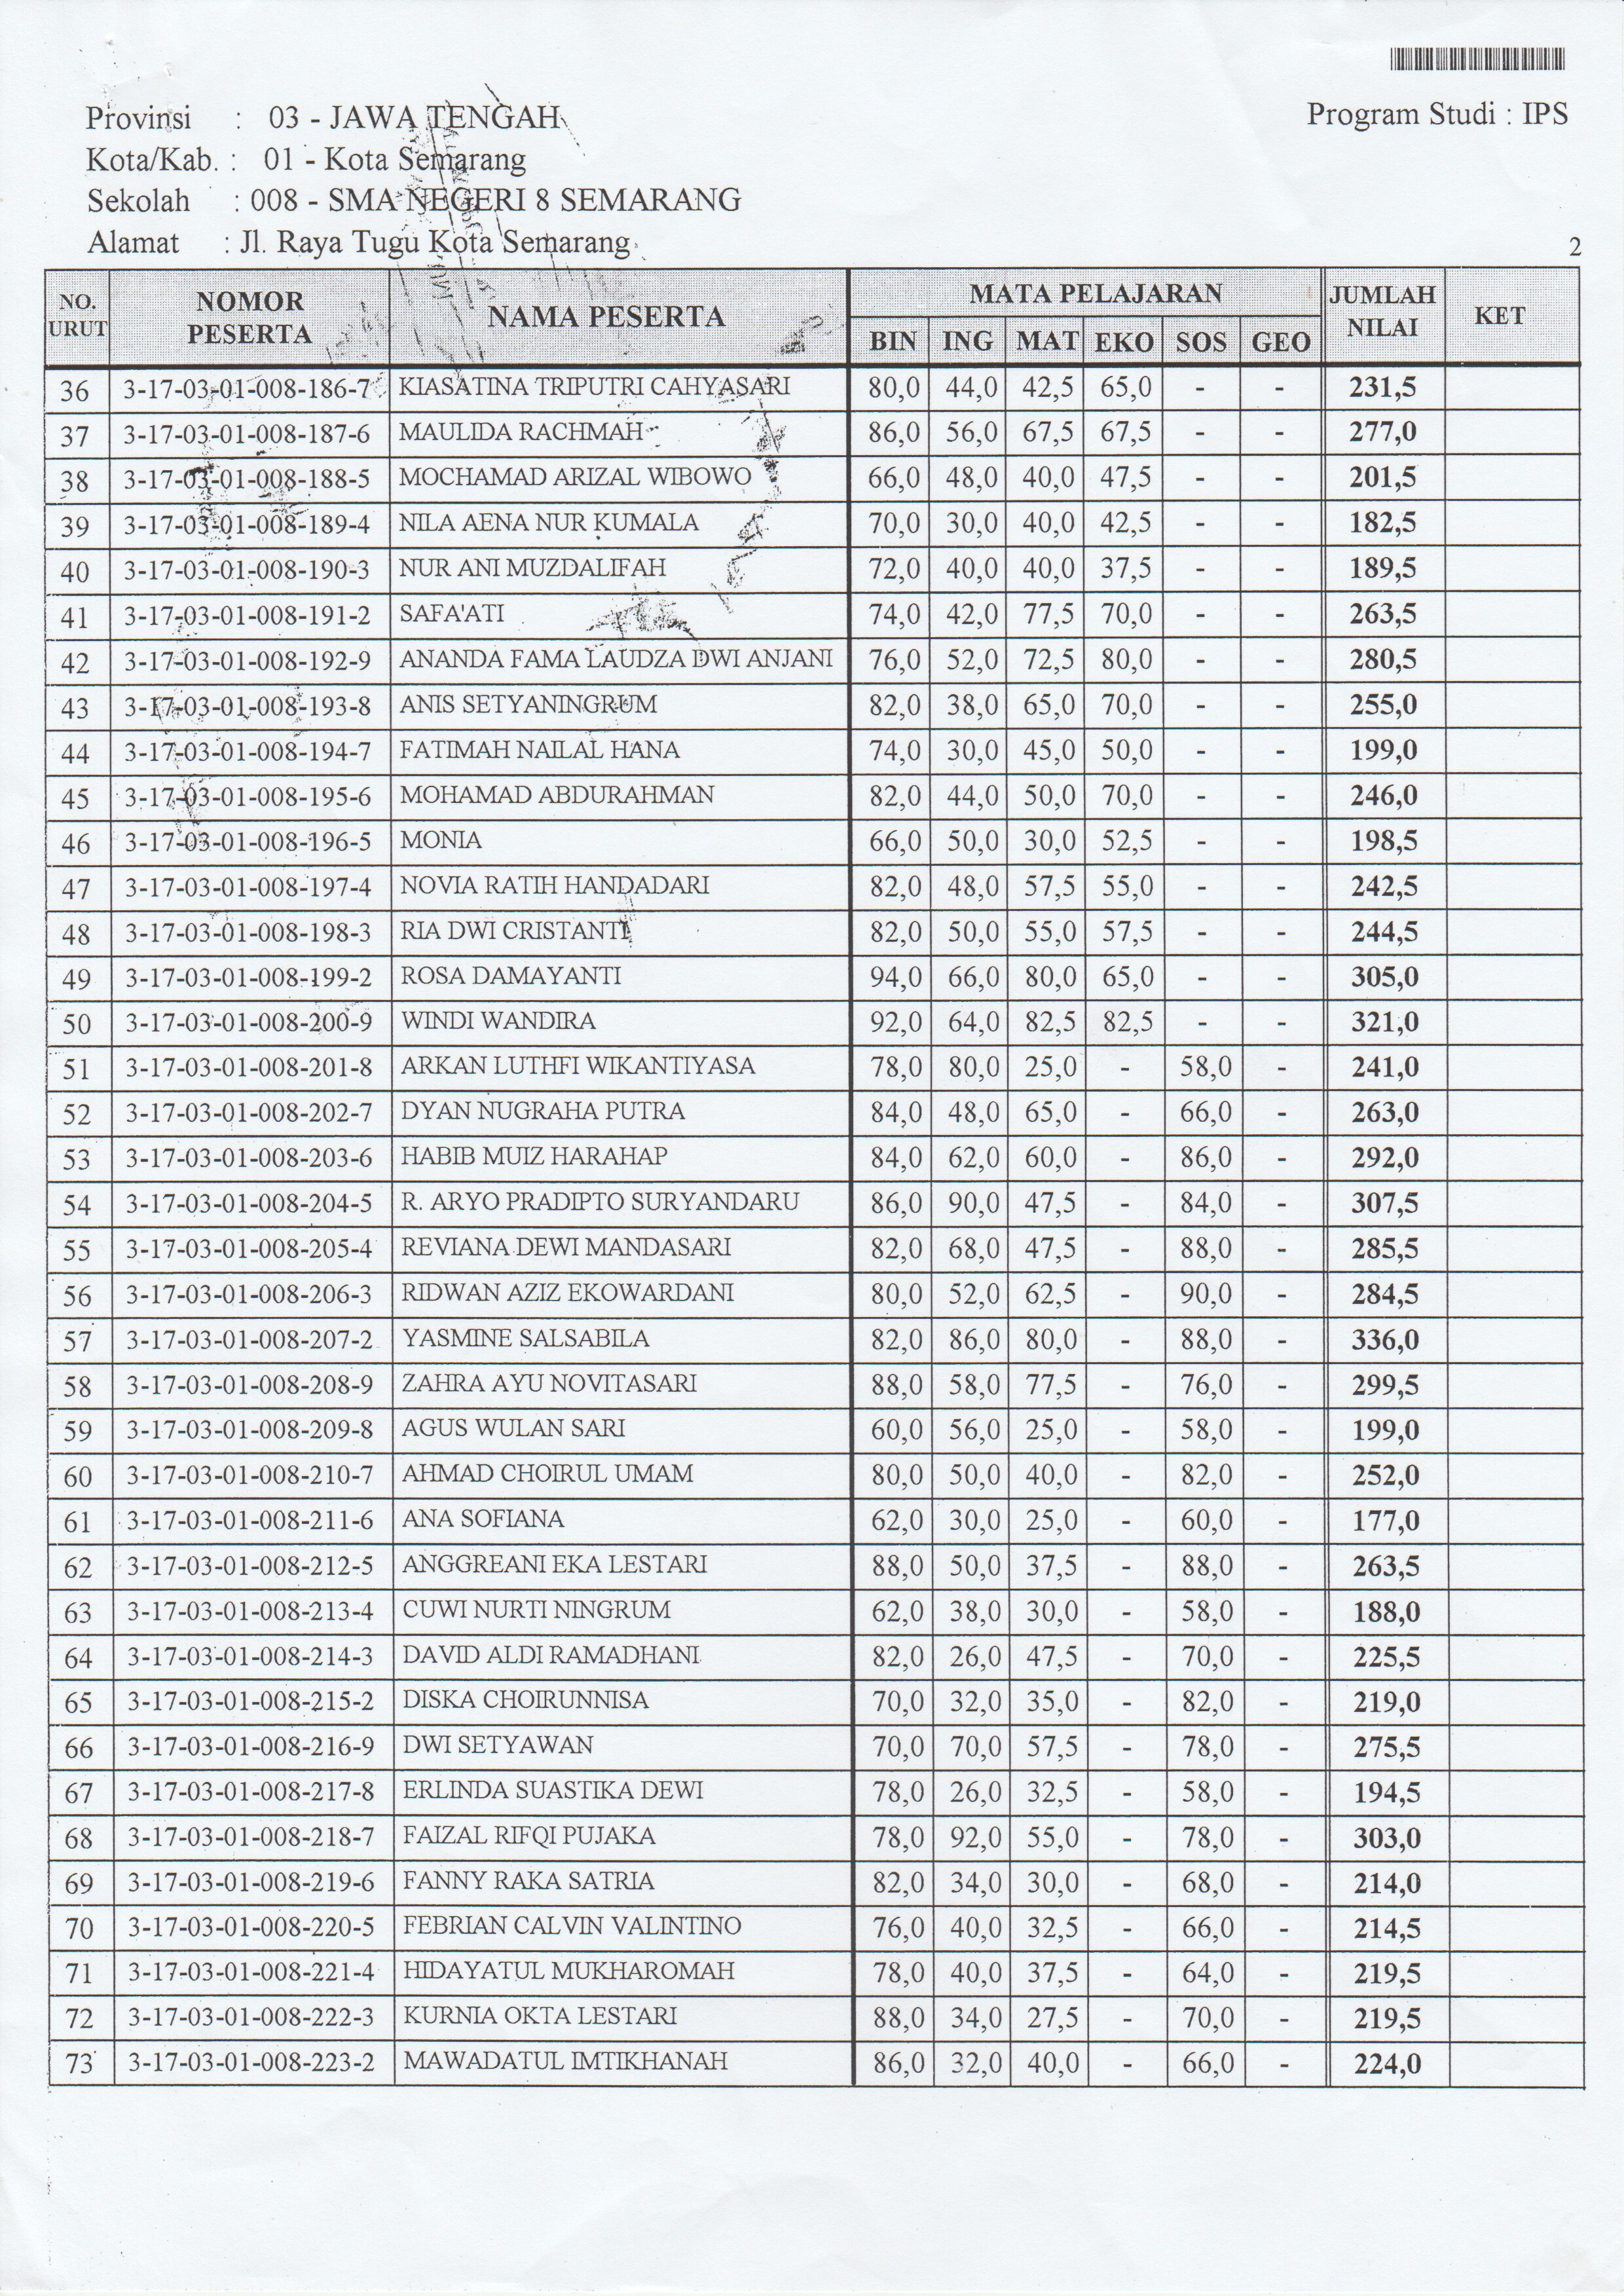 Provinsi : 03 - JAWA TENGAH
Program Studi : IPS
Kota/Kab. : 01 - Kota Semarang
Sekolah : 008 - SMA NEGERI 8 SEMARANG
Alamat : Jl. Raya Tugu Kota Semarang
2
NO. URUT NOMOR PESERTA NAMA PESERTA MATA PELAJARAN JUMLAH NILAI KET
BIN ING MAT EKO SOS GEO
36 3-17-03-01-008-186-7 KIASATINA TRIPUTRI CAHYASARI 80,0 44,0 42,5 65,0 - 231,5
37 3-17-03-01-008-187-6 MAULIDA RACHMAH 86,0 56,0 67,5 67,5 - - 277,0
38 3-17-03-01-008-188-5 MOCHAMAD ARIZAL WIBOWO 66,0 48,0 40,0 47,5 - - 201,5
39 3-17-03-01-008-189-4 NILA AENA NUR KUMALA 70,0 30,0 40,0 42,5 - - 182,5
40 3-17-03-01-008-190-3 NUR ANI MUZDALIFAH 72,0 40,0 40,0 37,5 - - 189,5
41 3-17-03-01-008-191-2 SAFA'ATI 74,0 42,0 77,5 70,0 - - 263,5
42 3-17-03-01-008-192-9 ANANDA FAMA LAUDZA DWI ANJANI 76,0 52,0 72,5 80,0 - - 280,5
43 3-17-03-01-008-193-8 ANIS SETYANINGRUM 82,0 38,0 65,0 70,0 - - 255,0
44 3-17-03-01-008-194-7 FATIMAH NAILAL HANA 74,0 30,0 45,0 50,0 - - 199,0
45 3-17-03-01-008-195-6 MOHAMAD ABDURAHMAN 82,0 44,0 50,0 70,0 - - 246,0
46 3-17-03-01-008-196-5 MONIA 66,0 50,0 30,0 52,5 - - 198,5
47 3-17-03-01-008-197-4 NOVIA RATIH HANDADARI 82,0 48,0 57,5 55,0 - - 242,5
48 3-17-03-01-008-198-3 RIA DWI CRISTANTI 82,0 50,0 55,0 57,5 - - 244,5
49 3-17-03-01-008-199-2 ROSA DAMAYANTI 94,0 66,0 80,0 65,0 - - 305,0
50 3-17-03-01-008-200-9 WINDI WANDIRA 92,0 64,0 82,5 82,5 - - 321,0
51 3-17-03-01-008-201-8 ARKAN LUTHFI WIKANTIYASA 78,0 80,0 25,0 - 58,0 - 241,0
52 3-17-03-01-008-202-7 DYAN NUGRAHA PUTRA 84,0 48,0 65,0 - 66,0 - 263,0
53 3-17-03-01-008-203-6 HABIB MUIZ HARAHAP 84,0 62,0 60,0 - 86,0 - 292,0
54 3-17-03-01-008-204-5 R. ARYO PRADIPTO SURYANDARU 86,0 90,0 47,5 - 84,0 - 307,5
55 3-17-03-01-008-205-4 REVIANA DEWI MANDASARI 82,0 68,0 47,5 - 88,0 - 285,5
56 3-17-03-01-008-206-3 RIDWAN AZIZ EKOWARDANI 80,0 52,0 62,5 - 90,0 - 284,5
57 3-17-03-01-008-207-2 YASMINE SALSABILA 82,0 86,0 80,0 - 88,0 - 336,0
58 3-17-03-01-008-208-9 ZAHRA AYU NOVITASARI 88,0 58,0 77,5 - 76,0 - 299,5
59 3-17-03-01-008-209-8 AGUS WULAN SARI 60,0 56,0 25,0 - 58,0 - 199,0
60 3-17-03-01-008-210-7 AHMAD CHOIRUL UMAM 80,0 50,0 40,0 - 82,0 - 252,0
61 3-17-03-01-008-211-6 ANA SOFIANA 62,0 30,0 25,0 - 60,0 - 177,0
62 3-17-03-01-008-212-5 ANGGREANI EKA LESTARI 88,0 50,0 37,5 - 88,0 - 263,5
63 3-17-03-01-008-213-4 CUWI NURTI NINGRUM 62,0 38,0 30,0 - 58,0 - 188,0
64 3-17-03-01-008-214-3 DAVID ALDI RAMADHANI 82,0 26,0 47,5 - 70,0 - 225,5
65 3-17-03-01-008-215-2 DISKA CHOIRUNNISA 70,0 32,0 35,0 - 82,0 - 219,0
66 3-17-03-01-008-216-9 DWI SETYAWAN 70,0 70,0 57,5 - 78,0 - 275,5
67 3-17-03-01-008-217-8 ERLINDA SUASTIKA DEWI 78,0 26,0 32,5 - 58,0 - 194,5
68 3-17-03-01-008-218-7 FAIZAL RIFQI PUJAKA 78,0 92,0 55,0 - 78,0 - 303,0
69 3-17-03-01-008-219-6 FANNY RAKA SATRIA 82,0 34,0 30,0 - 68,0 - 214,0
70 3-17-03-01-008-220-5 FEBRIAN CALVIN VALINTINO 76,0 40,0 32,5 - 66,0 - 214,5
71 3-17-03-01-008-221-4 HIDAYATUL MUKHAROMAH 78,0 40,0 37,5 - 64,0 - 219,5
72 3-17-03-01-008-222-3 KURNIA OKTA LESTARI 88,0 34,0 27,5 - 70,0 - 219,5
73 3-17-03-01-008-223-2 MAWADATUL IMTIKHANAH 86,0 32,0 40,0 - 66,0 - 224,0